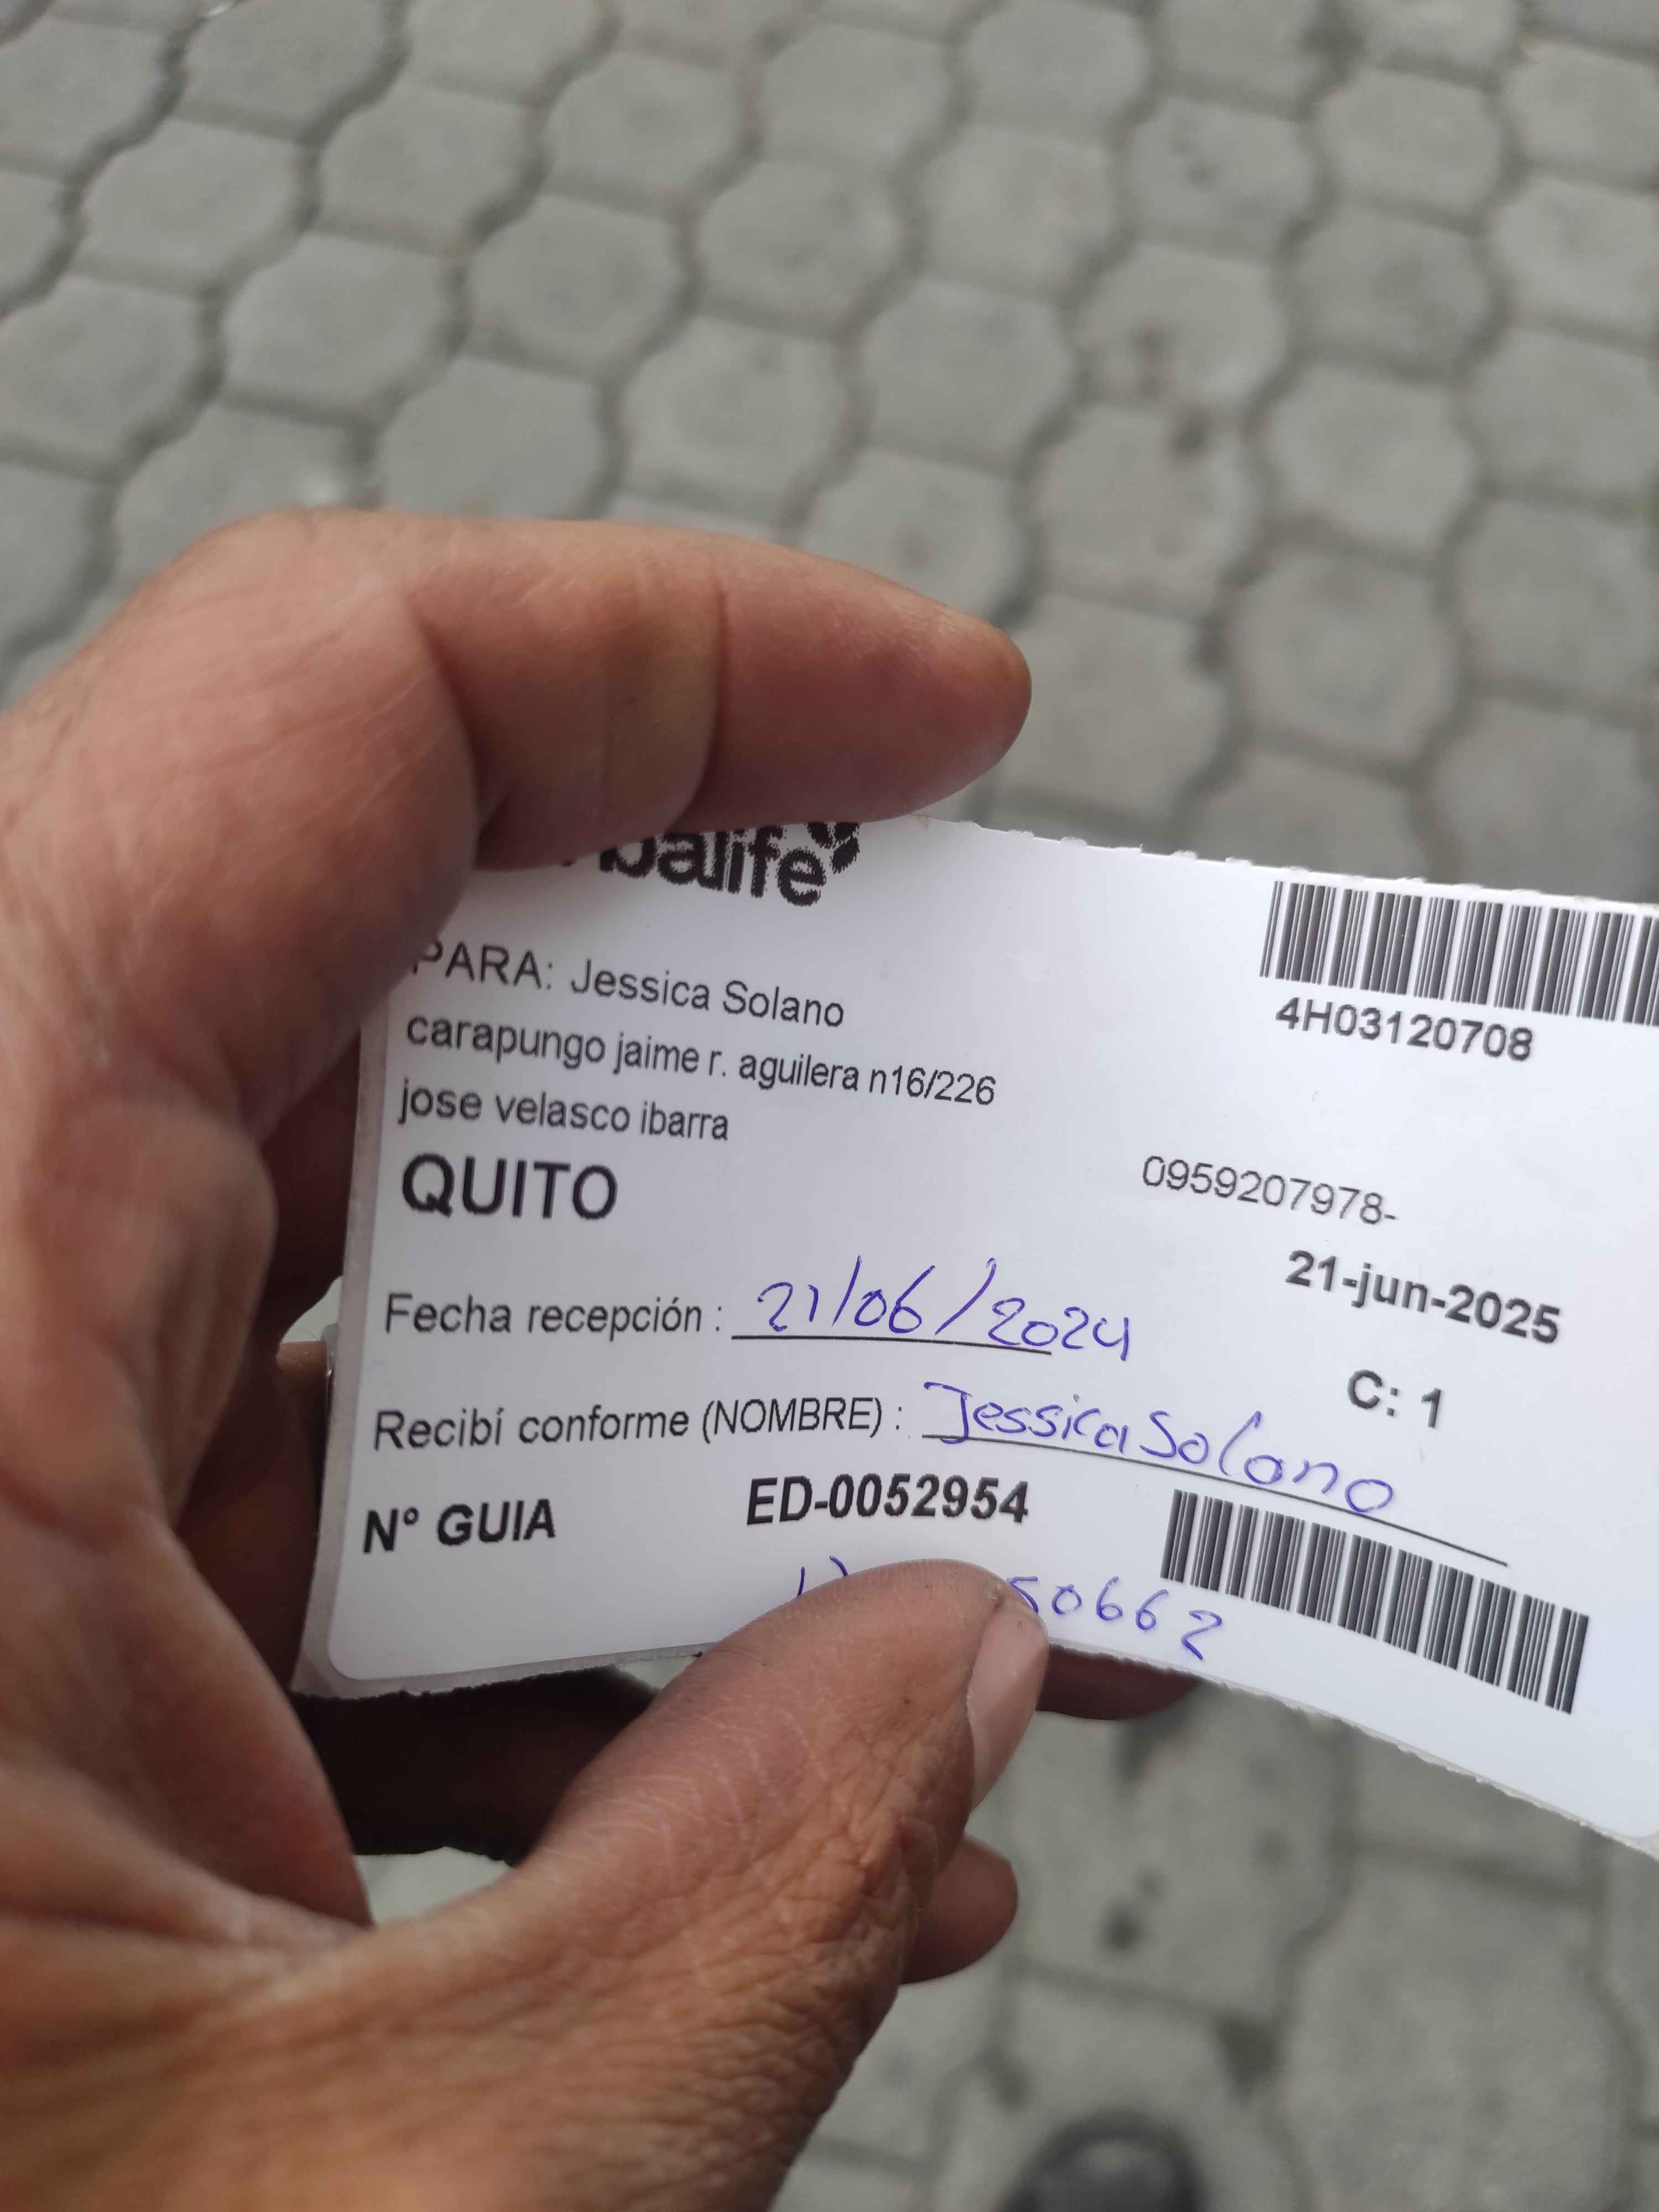 PARA: Jessica Solano
4H03120708
carapungo jaime r. aguilera n16/226
jose velasco ibarra
QUITO
0959207978-
21-jun-2025
Fecha recepción : 21/06/2024
C: 1
Recibí conforme (NOMBRE) : Jessica Solano
N° GUIA ED-0052954
50662